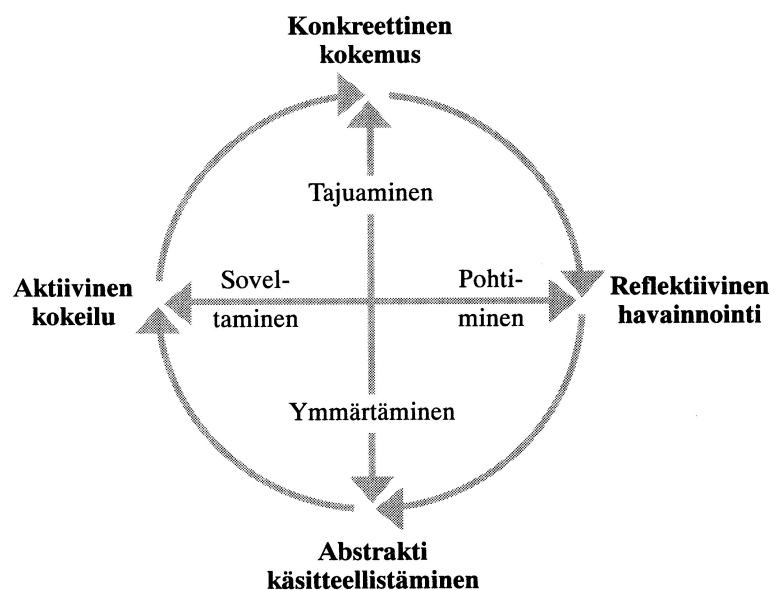 Konkreettinen
kokemus
Tajuaminen
Aktiivinen
kokeilu
Sovel-
taminen
Pohti-
minen
Reflektiivinen
havainnointi
Ymmärtäminen
Abstrakti
käsitteellistäminen